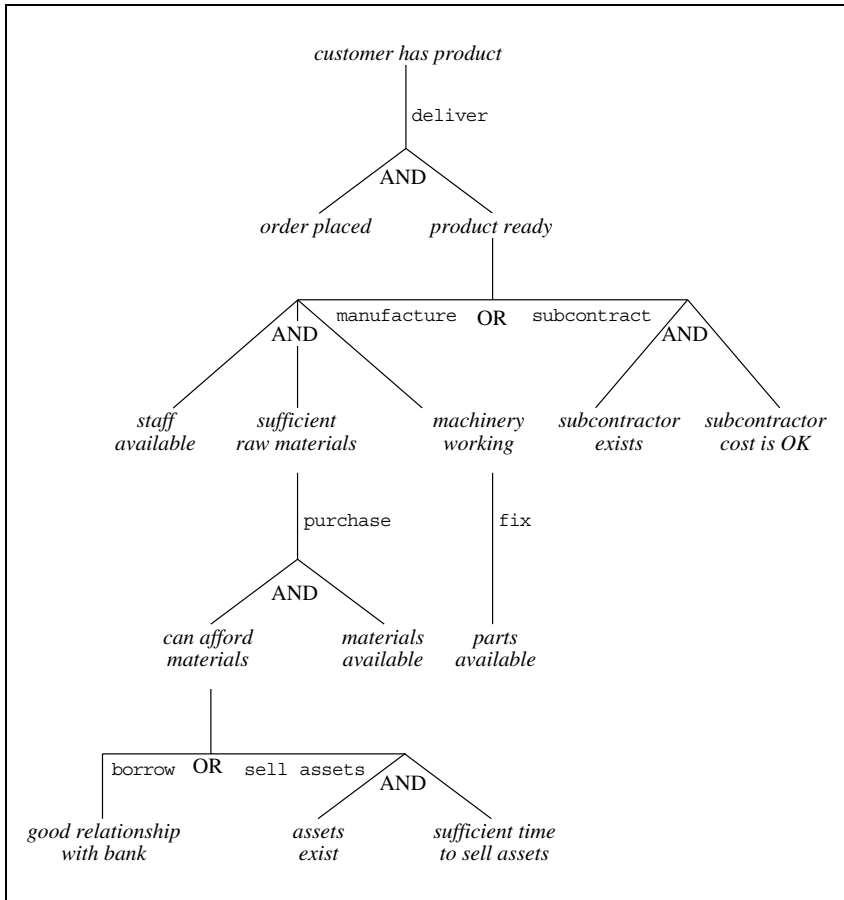 customer has product
deliver
AND
order placed
product ready
manufacture OR subcontract
AND
AND
staff
available
sufficient
raw materials
machinery
working
subcontractor
exists
subcontractor
cost is OK
purchase
fix
AND
can afford
materials
materials
available
parts
available
borrow OR sell assets
AND
good relationship
with bank
assets
exist
sufficient time
to sell assets